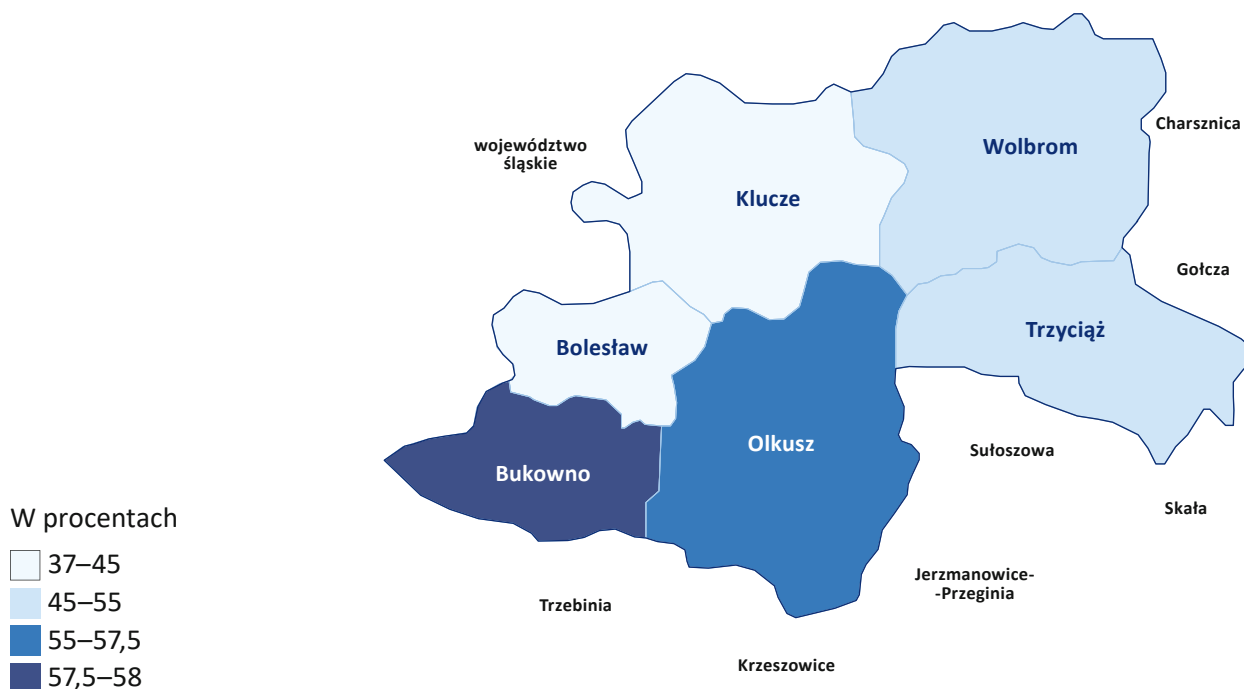 Charsznica
Wolbrom
województwo
śląskie
Klucze
Gołcza
Trzyciąż
Bolesław
Olkusz
Sułoszowa
Bukowno
Skała
W procentach
37–45
45–55
55–57,5
57,5–58
Jerzmanowice-
-Przeginia
Trzebinia
Krzeszowice